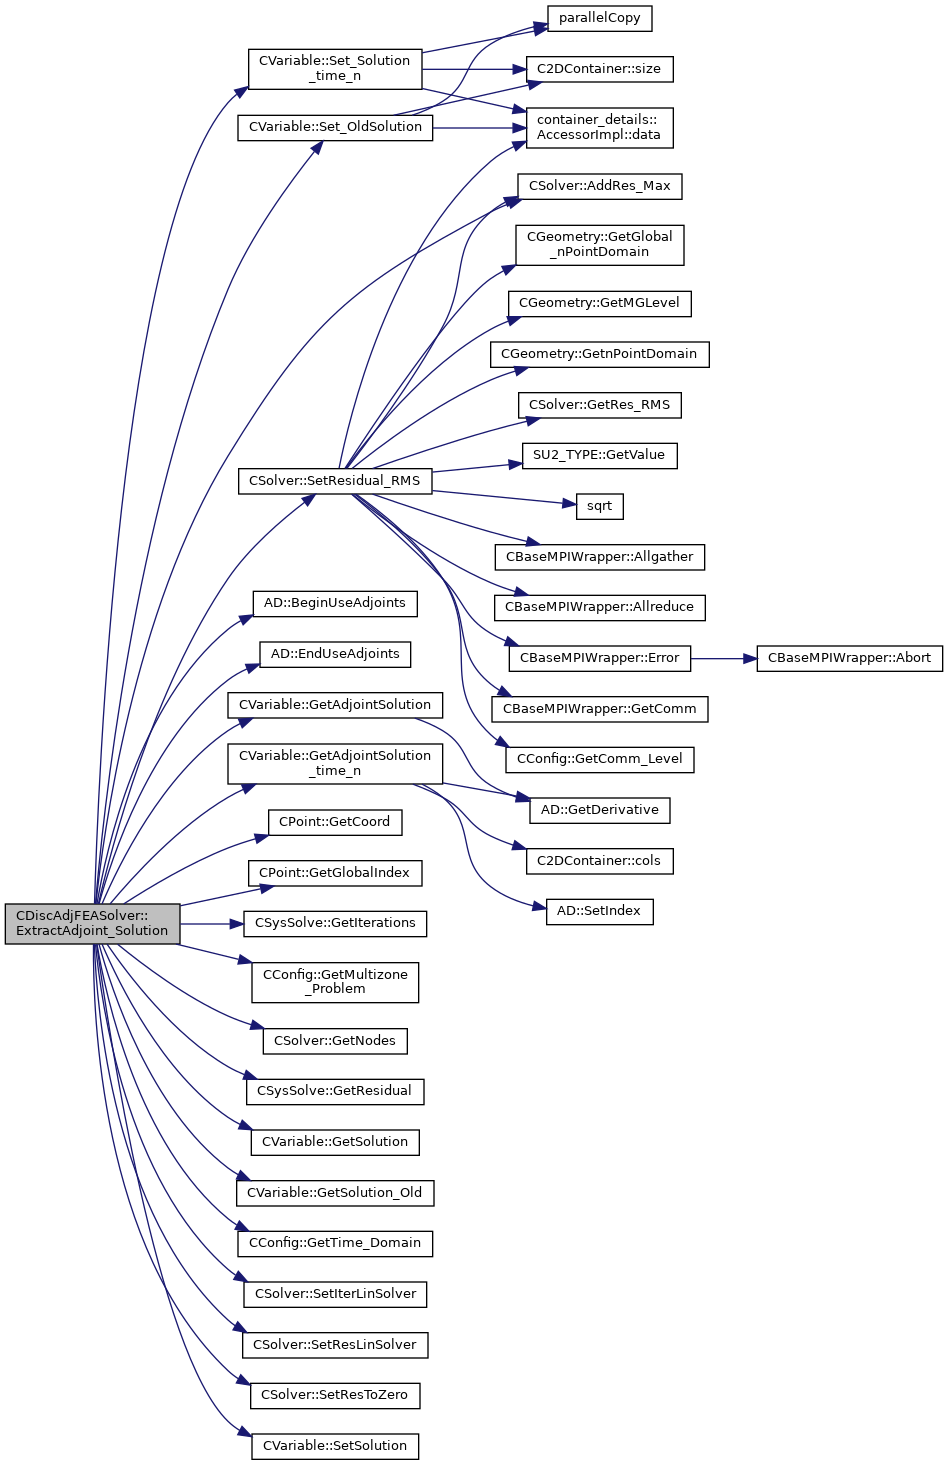 parallelCopy
CVariable::Set_Solution
_time_n
C2DContainer::size
CVariable::Set_OldSolution
container_details::
AccessorImpl::data
CSolver::AddRes_Max
CGeometry::GetGlobal
_nPointDomain
CGeometry::GetMGLevel
CGeometry::GetnPointDomain
CSolver::GetRes_RMS
SU2_TYPE::GetValue
CSolver::SetResidual_RMS
sqrt
CBaseMPIWrapper::Allgather
AD::BeginUseAdjoints
CBaseMPIWrapper::Allreduce
AD::EndUseAdjoints
CBaseMPIWrapper::Error
CBaseMPIWrapper::Abort
CVariable::GetAdjointSolution
CBaseMPIWrapper::GetComm
CVariable::GetAdjointSolution
_time_n
CConfig::GetComm_Level
AD::GetDerivative
CPoint::GetCoord
C2DContainer::cols
CPoint::GetGlobalIndex
AD::SetIndex
CDiscAdjFEASolver::
ExtractAdjoint_Solution
CSysSolve::GetIterations
CConfig::GetMultizone
_Problem
CSolver::GetNodes
CSysSolve::GetResidual
CVariable::GetSolution
CVariable::GetSolution_Old
CConfig::GetTime_Domain
CSolver::SetIterLinSolver
CSolver::SetResLinSolver
CSolver::SetResToZero
CVariable::SetSolution